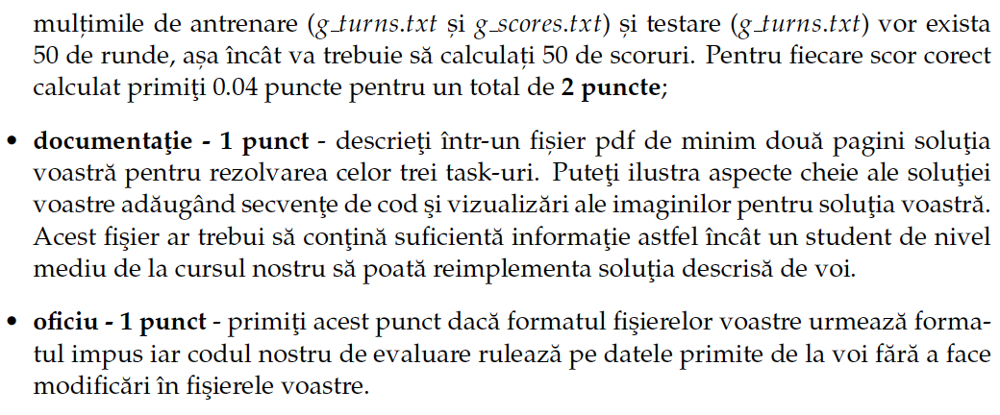 mulțimile de antrenare (g_turns.txt și g_scores.txt) și testare (g_turns.txt) vor exista
50 de runde, așa încât va trebuie să calculați 50 de scoruri. Pentru fiecare scor corect
calculat primiţi 0.04 puncte pentru un total de 2 puncte;
• documentaţie - 1 punct - descrieţi într-un fișier pdf de minim două pagini soluţia
voastră pentru rezolvarea celor trei task-uri. Puteţi ilustra aspecte cheie ale soluţiei
voastre adăugând secvenţe de cod şi vizualizări ale imaginilor pentru soluţia voastră.
Acest fişier ar trebui să conţină suficientă informaţie astfel încât un student de nivel
mediu de la cursul nostru să poată reimplementa soluţia descrisă de voi.
• oficiu - 1 punct - primiţi acest punct dacă formatul fişierelor voastre urmează forma-
tul impus iar codul nostru de evaluare rulează pe datele primite de la voi fără a face
modificări în fişierele voastre.